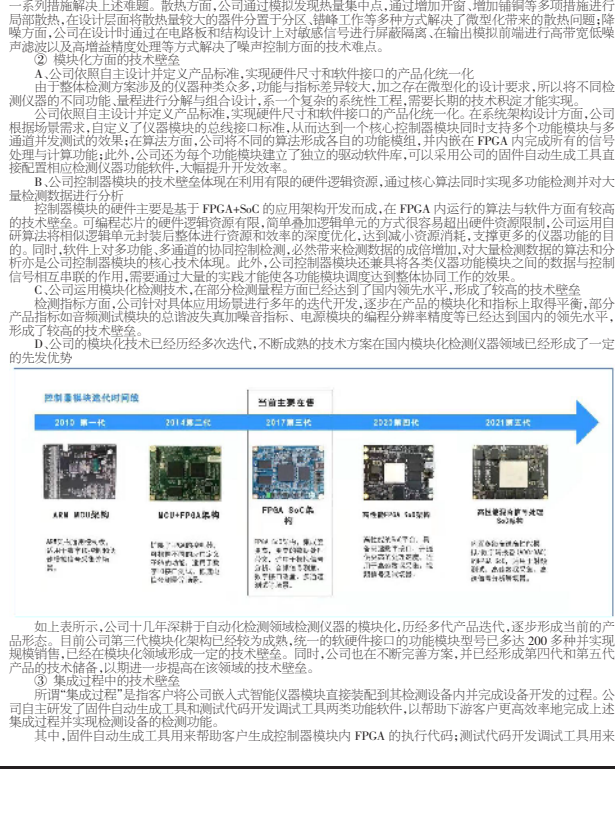 一系列措施解决上述难题。散热方面,公司通过模拟发现热量集中点,通过增加开窗、增加铺铜等多项措施进行
局部散热,在设计层面将散热量较大的器件分置于分区、错峰工作等多种方式解决了微型化带来的散热问题;降
噪方面,公司在设计时通过在电路板和结构设计上对敏感信号进行屏蔽隔离、在输出模拟前端进行高带宽低噪
声滤波以及高增益精度处理等方式解决了噪声控制方面的技术难点。
② 模块化方面的技术壁垒
A、公司依照自主设计并定义产品标准,实现硬件尺寸和软件接口的产品化统一化
由于整体检测方案涉及的仪器种类众多,功能与指标差异较大,加之存在微型化的设计要求,所以将不同检
测仪器的不同功能、量程进行分解与组合设计,系一个复杂的系统性工程,需要长期的技术积淀才能实现。
公司依照自主设计并定义产品标准,实现硬件尺寸和软件接口的产品化统一化。在系统架构设计方面,公司
根据场景需求,自定义了仪器模块的总线接口标准,从而达到一个核心控制器模块同时支持多个功能模块与多
通道并发测试的效果;在算法方面,公司将不同的算法形成各自的功能模组,并内嵌在 FPGA 内完成所有的信号
处理与计算功能;此外,公司还为每个功能模块建立了独立的驱动软件库,可以采用公司的固件自动生成工具直
接配置相应检测仪器功能软件,大幅提升开发效率。
B、公司控制器模块的技术壁垒体现在利用有限的硬件逻辑资源,通过核心算法同时实现多功能检测并对大
量检测数据进行分析
控制器模块的硬件主要是基于 FPGA+SoC 的应用架构开发而成,在 FPGA 内运行的算法与软件方面有较高
的技术壁垒。可编程芯片的硬件逻辑资源有限,简单叠加逻辑单元的方式很容易超出硬件资源限制,公司运用自
研算法将相似逻辑单元封装后整体进行资源和效率的深度优化,达到减小资源消耗,支撑更多的仪器功能的目
的。同时,软件上对多功能、多通道的协同控制检测,必然带来检测数据的成倍增加,对大量检测数据的算法和分
析亦是公司控制器模块的核心技术体现。此外,公司控制器模块还兼具将各类仪器功能模块之间的数据与控制
信号相互串联的作用,需要通过大量的实践才能使各功能模块调度达到整体协同工作的效果。
C、公司运用模块化检测技术,在部分检测量程方面已经达到了国内领先水平,形成了较高的技术壁垒
检测指标方面,公司针对具体应用场景进行多年的迭代开发,逐步在产品的模块化和指标上取得平衡,部分
产品指标如音频测试模块的总谐波失真加噪音指标、电源模块的编程分辨率精度等已经达到国内的领先水平,
形成了较高的技术壁垒。
D、公司的模块化技术已经历经多次迭代,不断成熟的技术方案在国内模块化检测仪器领域已经形成了一定
的先发优势
控制器模块迭代时间线
当前主要在售
2010 第一代 2014第二代 2017第三代 2020第四代 2021第五代
ARM MCU架构 MCU+FPGA架构 FPGA SoC架构 高性能FPGA SoC架构 高性能混合信号处理SoC架构
如上表所示,公司十几年深耕于自动化检测领域检测仪器的模块化,历经多代产品迭代,逐步形成当前的产
品形态。目前公司第三代模块化架构已经较为成熟,统一的软硬件接口的功能模块型号已多达 200 多种并实现
规模销售,已经在模块化领域形成一定的技术壁垒。同时,公司也在不断完善方案,并已经形成第四代和第五代
产品的技术储备,以期进一步提高在该领域的技术壁垒。
③ 集成过程中的技术壁垒
所谓“集成过程”是指客户将公司嵌入式智能仪器模块直接装配到其检测设备内并完成设备开发的过程。公
司自主研发了固件自动生成工具和测试代码开发调试工具两类功能软件,以帮助下游客户更高效率地完成上述
集成过程并实现检测设备的检测功能。
其中,固件自动生成工具用来帮助客户生成控制器模块内 FPGA 的执行代码;测试代码开发调试工具用来